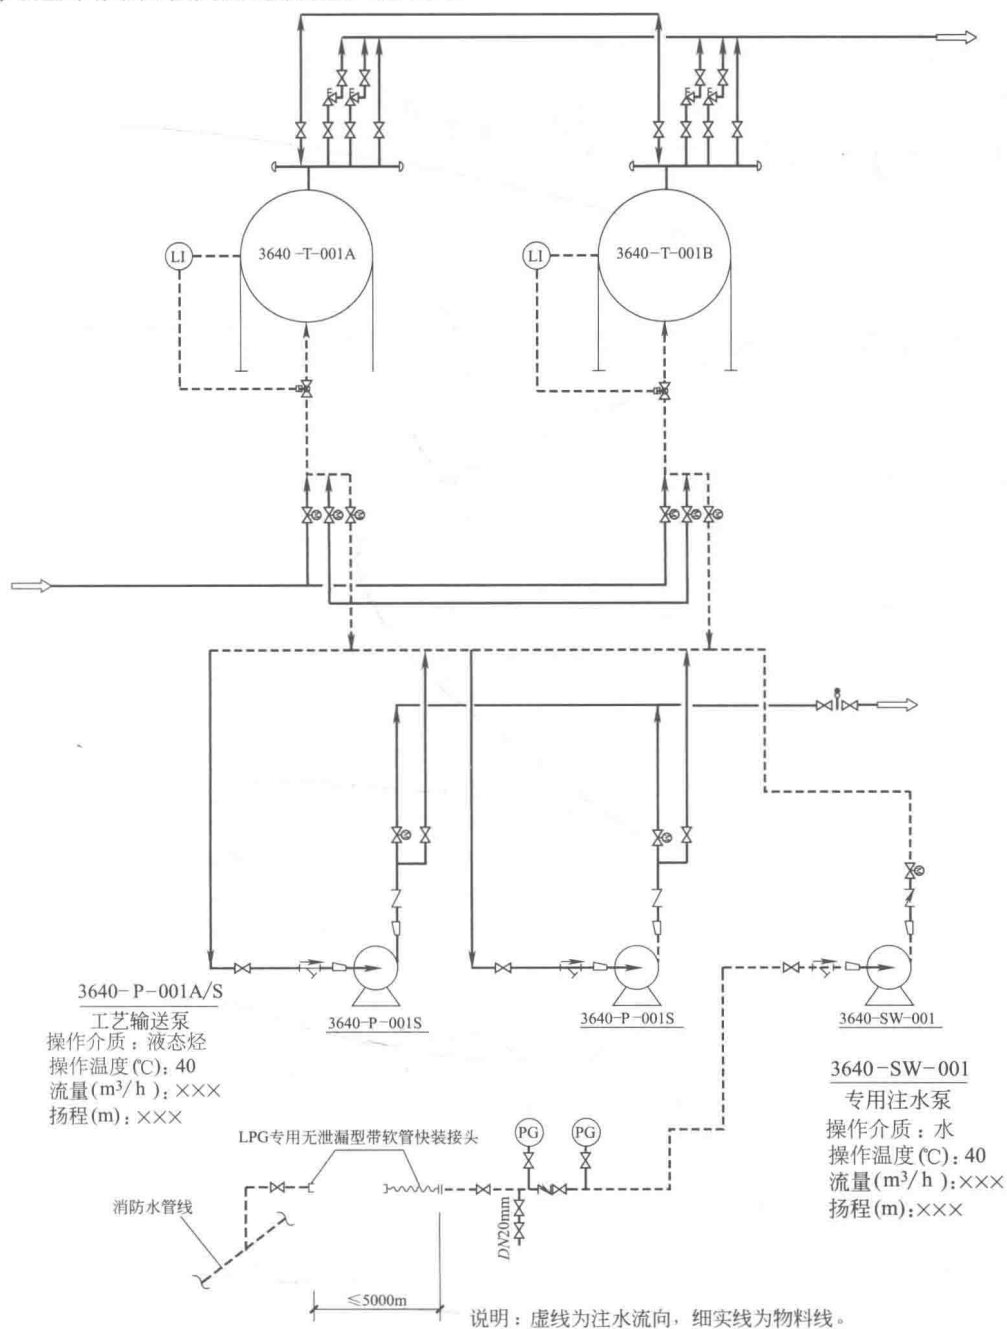 3640-T-001A
3640-T-001B
LI
LI
3640-P-001A/S
工艺输送泵
操作介质：液态烃
操作温度(℃)：40
流量(m³/h)：×××
扬程(m)：×××
3640-P-001S
3640-P-001S
3640-SW-001
3640-SW-001
专用注水泵
操作介质：水
操作温度(℃)：40
流量(m³/h)：×××
扬程(m)：×××
LPG专用无泄漏型带软管快装接头
PG
PG
消防水管线
DN20mm
≤5000m
说明：虚线为注水流向，细实线为物料线。